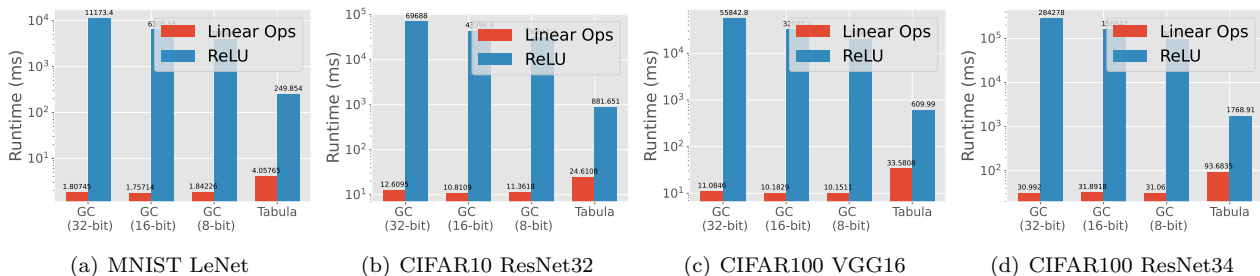 Runtime (ms)
10⁴
10³
10²
10¹
Linear Ops
ReLU
11173.4
249.854
1.80745
1.75714
1.84226
4.05765
GC (32-bit)
GC (16-bit)
GC (8-bit)
Tabula
(a) MNIST LeNet
Runtime (ms)
10⁵
10⁴
10³
10²
10¹
Linear Ops
ReLU
69688
881.651
12.6095
10.8109
11.3618
24.6108
GC (32-bit)
GC (16-bit)
GC (8-bit)
Tabula
(b) CIFAR10 ResNet32
Runtime (ms)
10⁴
10³
10²
10¹
Linear Ops
ReLU
55842.8
609.99
11.0846
10.1829
10.1511
33.5808
GC (32-bit)
GC (16-bit)
GC (8-bit)
Tabula
(c) CIFAR100 VGG16
Runtime (ms)
10⁵
10⁴
10³
10²
Linear Ops
ReLU
284278
1768.91
30.992
31.8918
31.06
93.6835
GC (32-bit)
GC (16-bit)
GC (8-bit)
Tabula
(d) CIFAR100 ResNet34